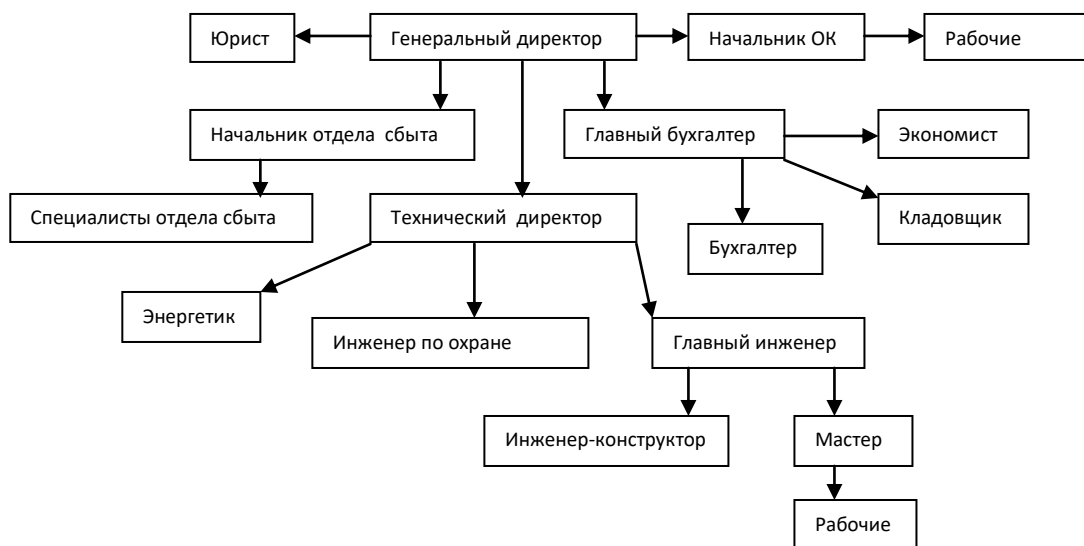 Юрист
Генеральный директор
Начальник ОК
Рабочие
Начальник отдела сбыта
Главный бухгалтер
Экономист
Специалисты отдела сбыта
Технический директор
Кладовщик
Бухгалтер
Энергетик
Инженер по охране
Главный инженер
Инженер-конструктор
Мастер
Рабочие